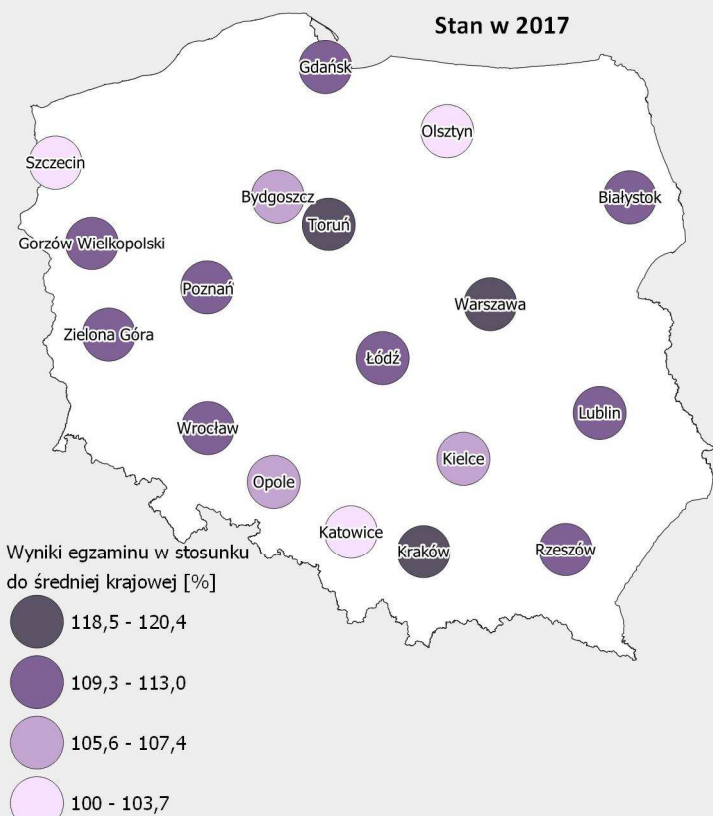 Stan w 2017
Gdańsk
Olsztyn
Szczecin
Bydgoszcz
Białystok
Toruń
Gorzów Wielkopolski
Poznań
Warszawa
Zielona Góra
Łódź
Lublin
Wrocław
Kielce
Opole
Katowice
Kraków
Rzeszów
Wyniki egzaminu w stosunku
do średniej krajowej [%]
118,5 - 120,4
109,3 - 113,0
105,6 - 107,4
100 - 103,7